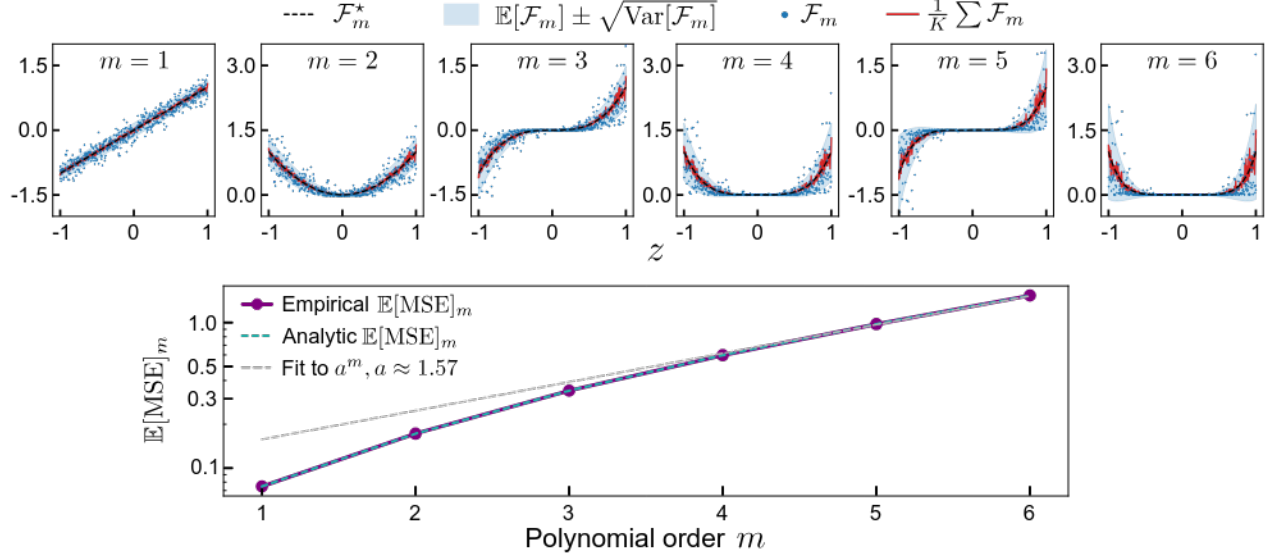 $\mathcal{F}_m^\star$ $\mathbb{E}[\mathcal{F}_m] \pm \sqrt{\mathrm{Var}[\mathcal{F}_m]}$ $\mathcal{F}_m$ $\frac{1}{K}\sum \mathcal{F}_m$
m = 1 m = 2 m = 3 m = 4 m = 5 m = 6
1.5 3.0 1.5 3.0 1.5 3.0
0.0 1.5 0.0 1.5 0.0 1.5
-1.5 0.0 -1.5 0.0 -1.5 0.0
-1 0 1 -1 0 1 -1 0 1 -1 0 1 -1 0 1 -1 0 1
z
Empirical $\mathbb{E}[\mathrm{MSE}]_m$
Analytic $\mathbb{E}[\mathrm{MSE}]_m$
Fit to $a^m, a \approx 1.57$
$\mathbb{E}[\mathrm{MSE}]_m$
1.0
0.5
0.3
0.1
1 2 3 4 5 6
Polynomial order m